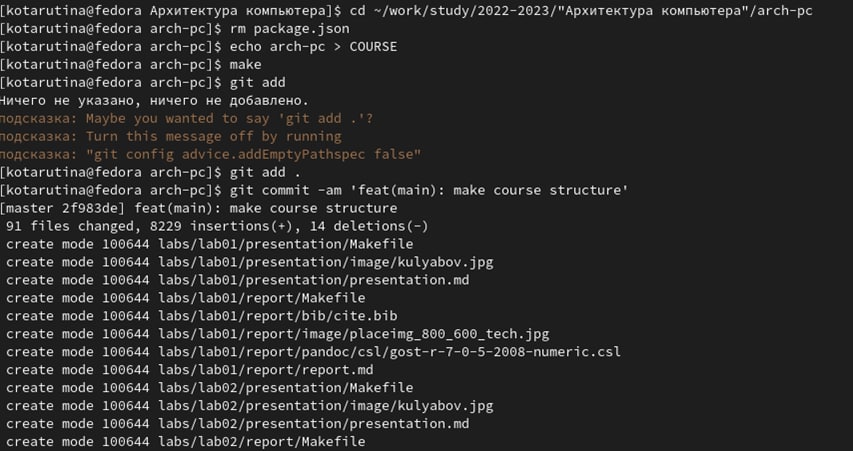 [kotarutina@fedora Архитектура компьютера]$ cd ~/work/study/2022-2023/"Архитектура компьютера"/arch-pc
[kotarutina@fedora arch-pc]$ rm package.json
[kotarutina@fedora arch-pc]$ echo arch-pc > COURSE
[kotarutina@fedora arch-pc]$ make
[kotarutina@fedora arch-pc]$ git add
Ничего не указано, ничего не добавлено.
подсказка: Maybe you wanted to say 'git add .'?
подсказка: Turn this message off by running
подсказка: "git config advice.addEmptyPathspec false"
[kotarutina@fedora arch-pc]$ git add .
[kotarutina@fedora arch-pc]$ git commit -am 'feat(main): make course structure'
[master 2f983de] feat(main): make course structure
 91 files changed, 8229 insertions(+), 14 deletions(-)
 create mode 100644 labs/lab01/presentation/Makefile
 create mode 100644 labs/lab01/presentation/image/kulyabov.jpg
 create mode 100644 labs/lab01/presentation/presentation.md
 create mode 100644 labs/lab01/report/Makefile
 create mode 100644 labs/lab01/report/bib/cite.bib
 create mode 100644 labs/lab01/report/image/placeimg_800_600_tech.jpg
 create mode 100644 labs/lab01/report/pandoc/csl/gost-r-7-0-5-2008-numeric.csl
 create mode 100644 labs/lab01/report/report.md
 create mode 100644 labs/lab02/presentation/Makefile
 create mode 100644 labs/lab02/presentation/image/kulyabov.jpg
 create mode 100644 labs/lab02/presentation/presentation.md
 create mode 100644 labs/lab02/report/Makefile